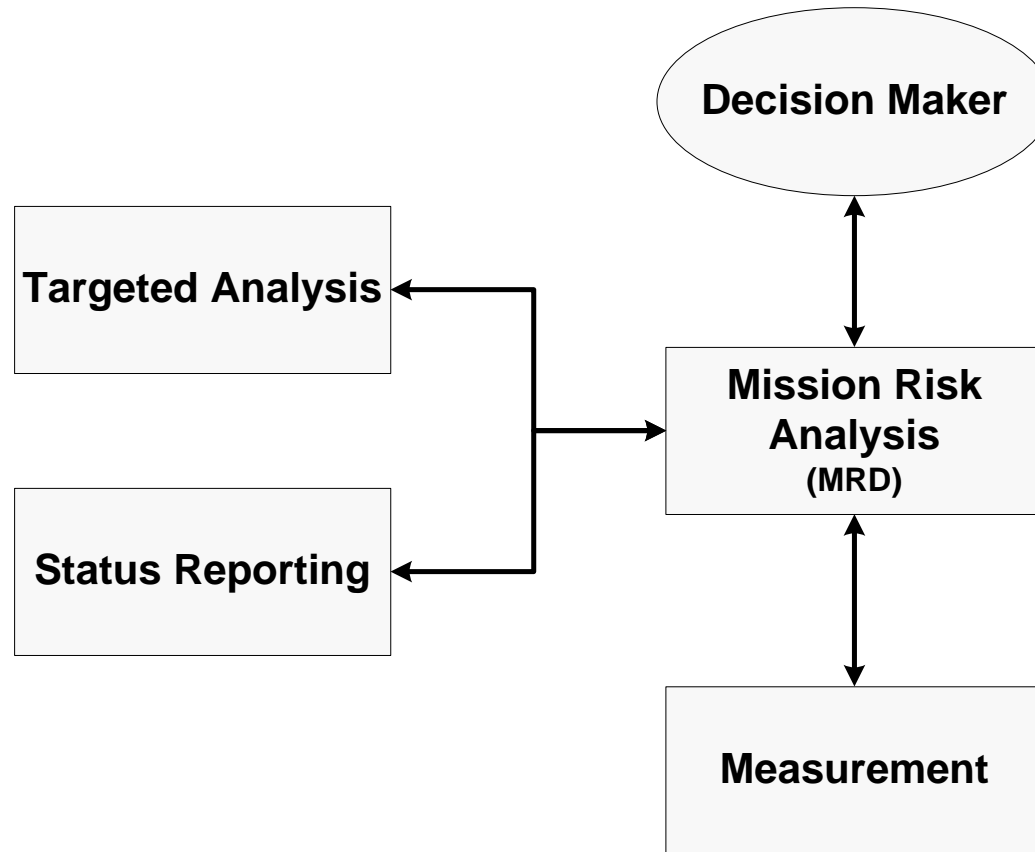 Decision Maker
Targeted Analysis
Mission Risk
Analysis
(MRD)
Status Reporting
Measurement